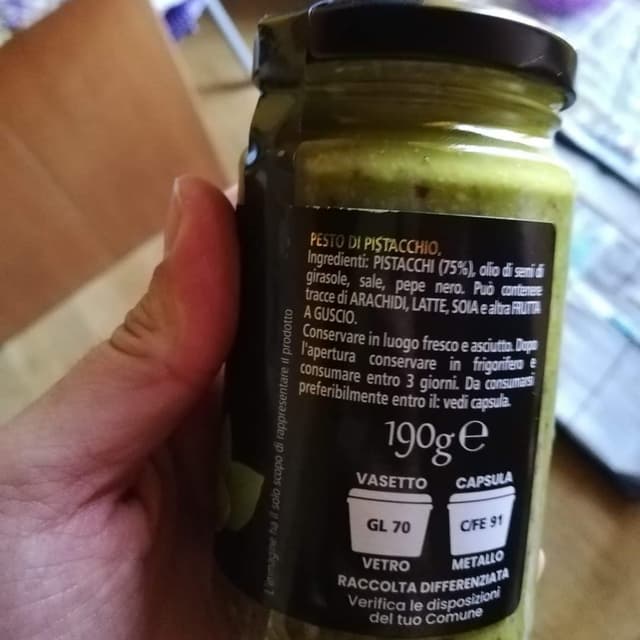 PESTO DI PISTACCHIO.
Ingredienti: PISTACCHI (75%), olio di semi di
girasole, sale, pepe nero. Può contenere
tracce di ARACHIDI, LATTE, SOIA e altra FRUTTA
A GUSCIO.
Conservare in luogo fresco e asciutto. Dopo
l'apertura conservare in frigorifero e
consumare entro 3 giorni. Da consumarsi
preferibilmente entro il: vedi capsula.
190g e
VASETTO CAPSULA
GL 70 C/FE 91
VETRO METALLO
RACCOLTA DIFFERENZIATA
Verifica le disposizioni
del tuo Comune
L'immagine ha il solo scopo di rappresentare il prodotto